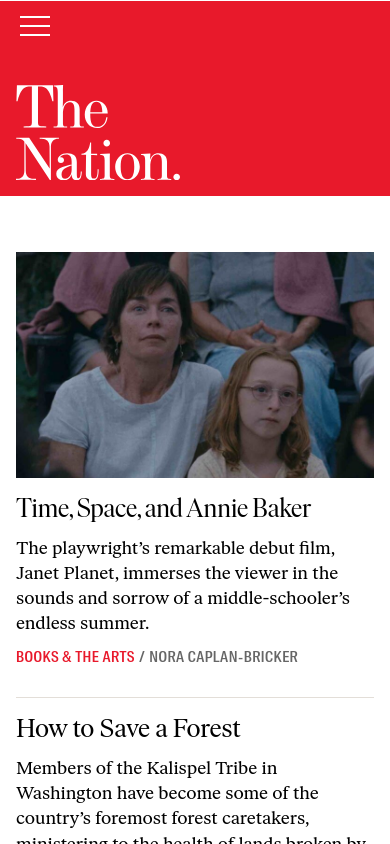 The
Nation.
Time, Space, and Annie Baker
The playwright’s remarkable debut film,
Janet Planet, immerses the viewer in the
sounds and sorrow of a middle-schooler’s
endless summer.
BOOKS & THE ARTS / NORA CAPLAN-BRICKER
How to Save a Forest
Members of the Kalispel Tribe in
Washington have become some of the
country’s foremost forest caretakers,
ministering to the health of lands broken by